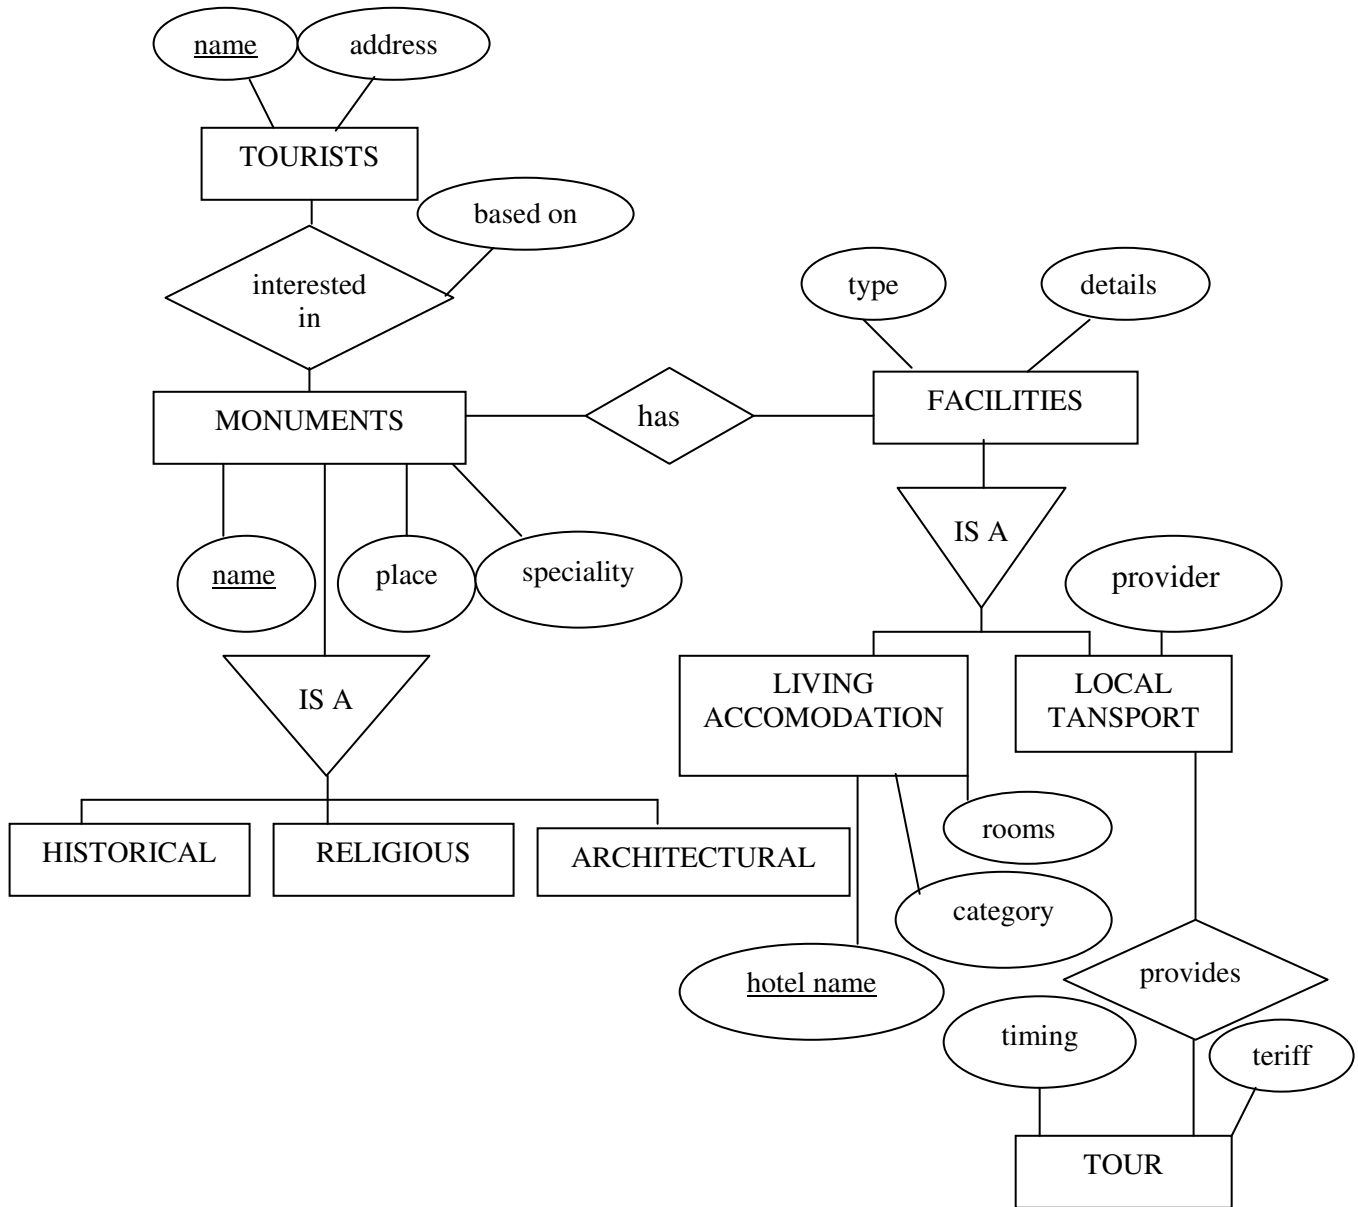 name
address
TOURISTS
based on
interested
in
type
details
MONUMENTS
has
FACILITIES
IS A
name
place
speciality
provider
IS A
LIVING
ACCOMODATION
LOCAL
TANSPORT
HISTORICAL
RELIGIOUS
ARCHITECTURAL
rooms
category
hotel name
provides
timing
teriff
TOUR